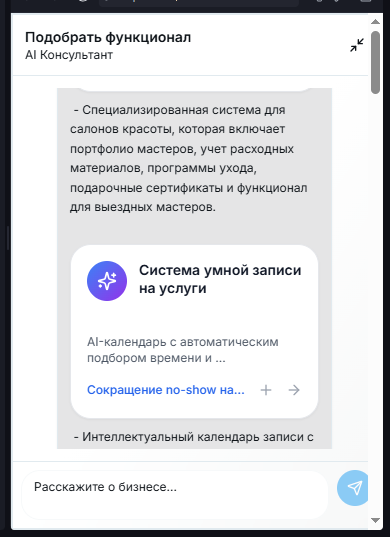 Подобрать функционал
AI Консультант
- Специализированная система для
салонов красоты, которая включает
портфолио мастеров, учет расходных
материалов, программы ухода,
подарочные сертификаты и функционал
для выездных мастеров.
Система умной записи
на услуги
AI-календарь с автоматическим
подбором времени и ...
Сокращение no-show на...
- Интеллектуальный календарь записи с
Расскажите о бизнесе...